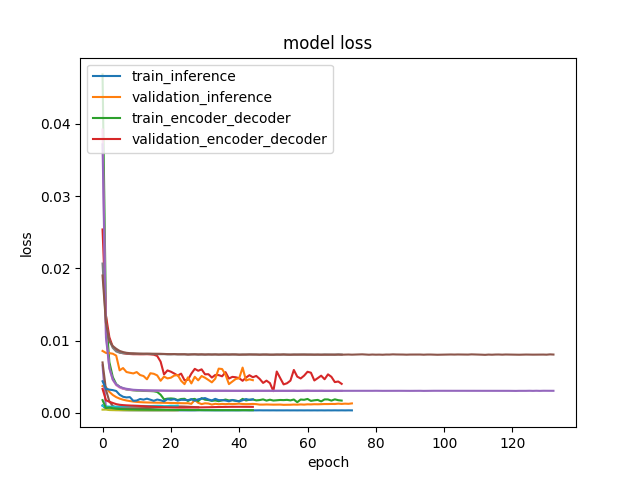 model loss
train_inference
validation_inference
train_encoder_decoder
validation_encoder_decoder
loss
0.04
0.03
0.02
0.01
0.00
0 20 40 60 80 100 120
epoch